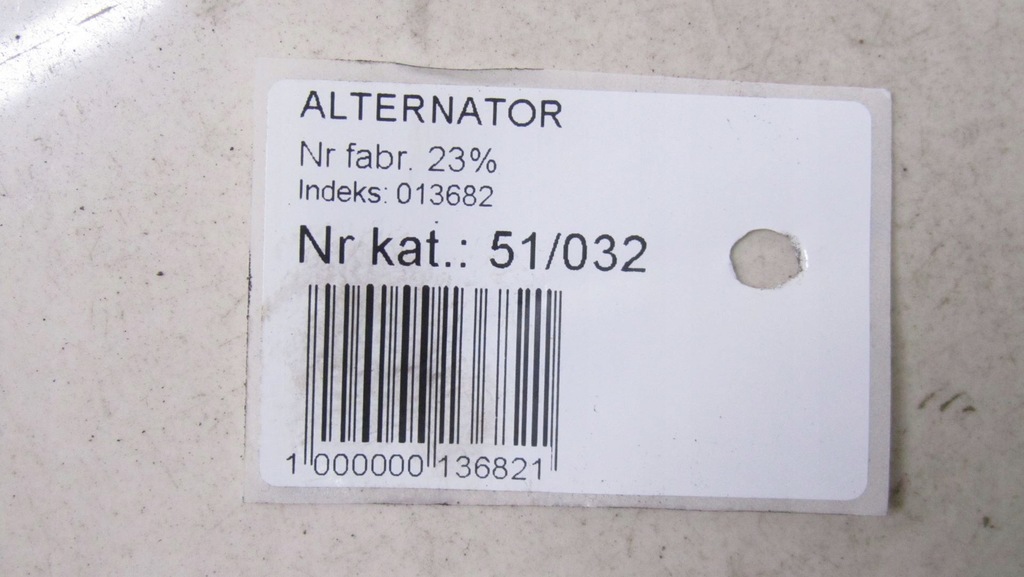 ALTERNATOR
Nr fabr. 23%
Indeks: 013682
Nr kat.: 51/032
1 000000 136821